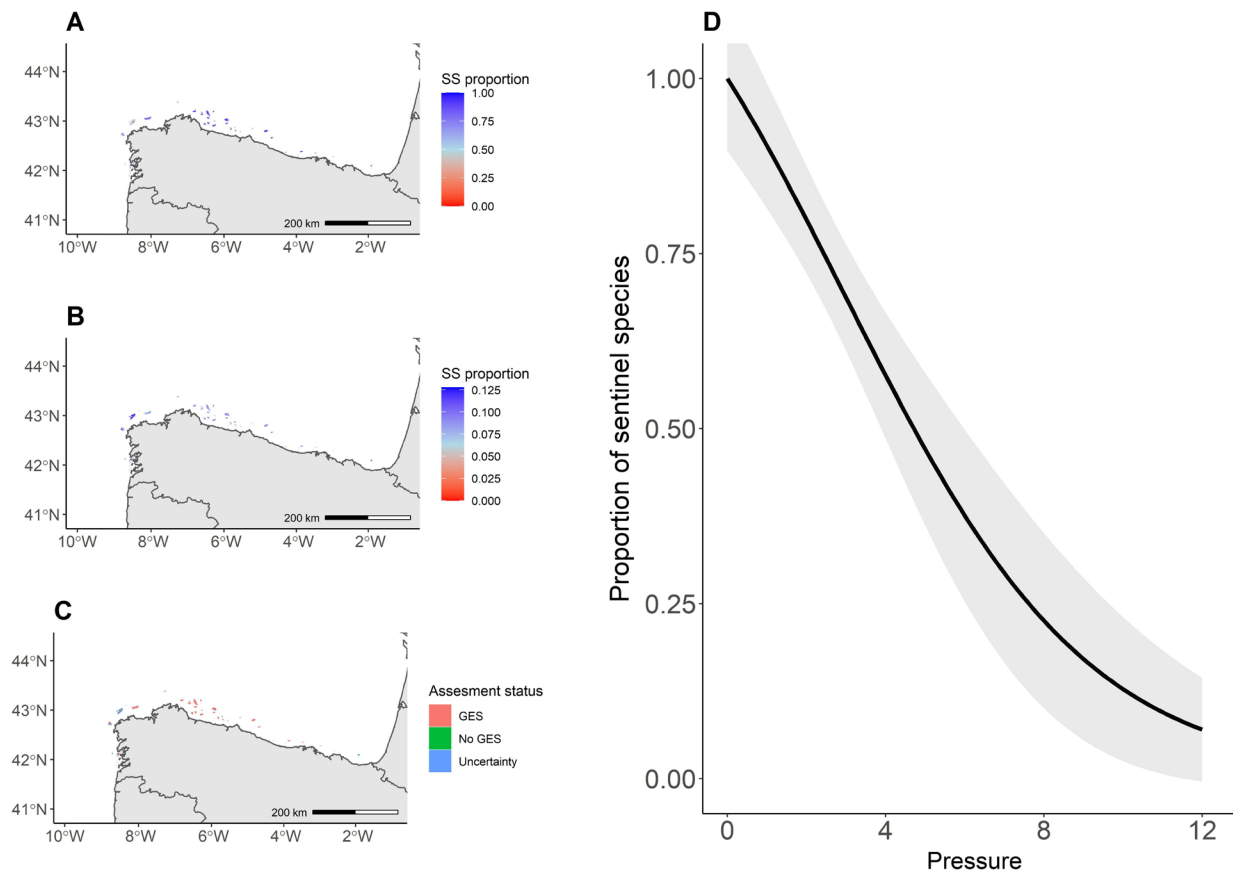 A
44°N
43°N
42°N
41°N
10°W
8°W
6°W
4°W
2°W
200 km
SS proportion
1.00
0.75
0.50
0.25
0.00
B
44°N
43°N
42°N
41°N
10°W
8°W
6°W
4°W
2°W
200 km
SS proportion
0.125
0.100
0.075
0.050
0.025
0.000
C
44°N
43°N
42°N
41°N
10°W
8°W
6°W
4°W
2°W
200 km
Assesment status
GES
No GES
Uncertainty
D
Proportion of sentinel species
1.00
0.75
0.50
0.25
0.00
0
4
8
12
Pressure